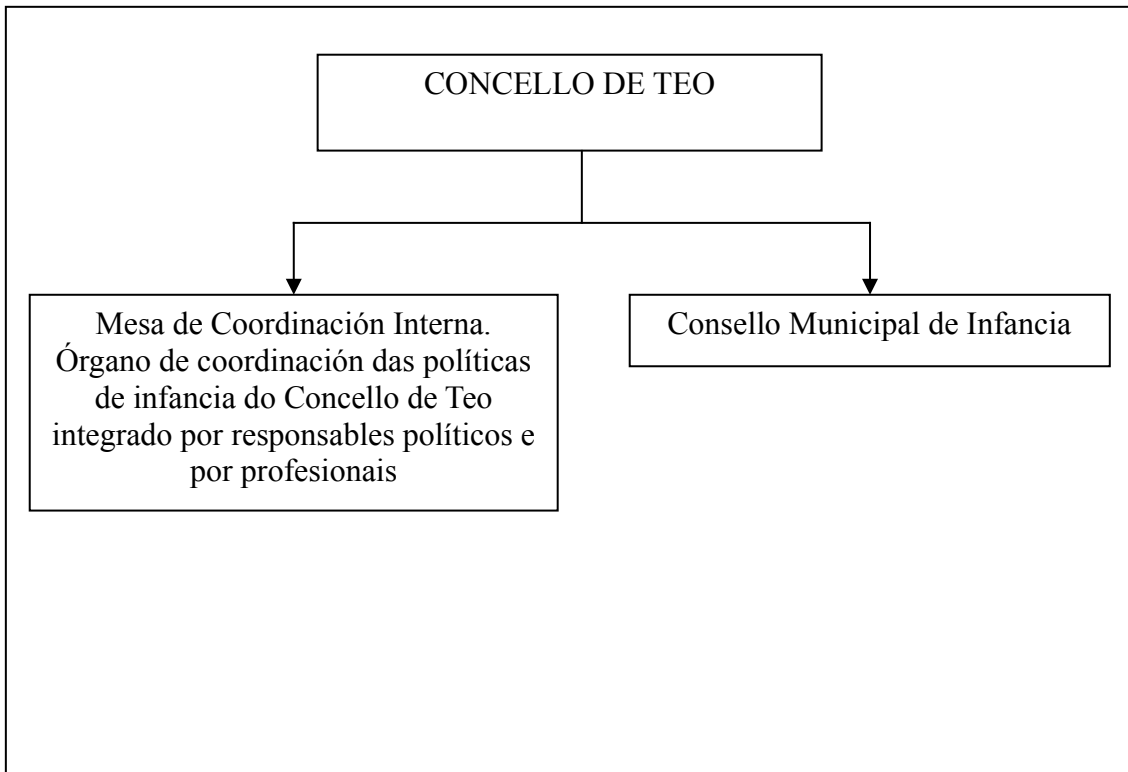 CONCELLO DE TEO
Mesa de Coordinación Interna.
Órgano de coordinación das políticas
de infancia do Concello de Teo
integrado por responsables políticos e
por profesionais
Consello Municipal de Infancia